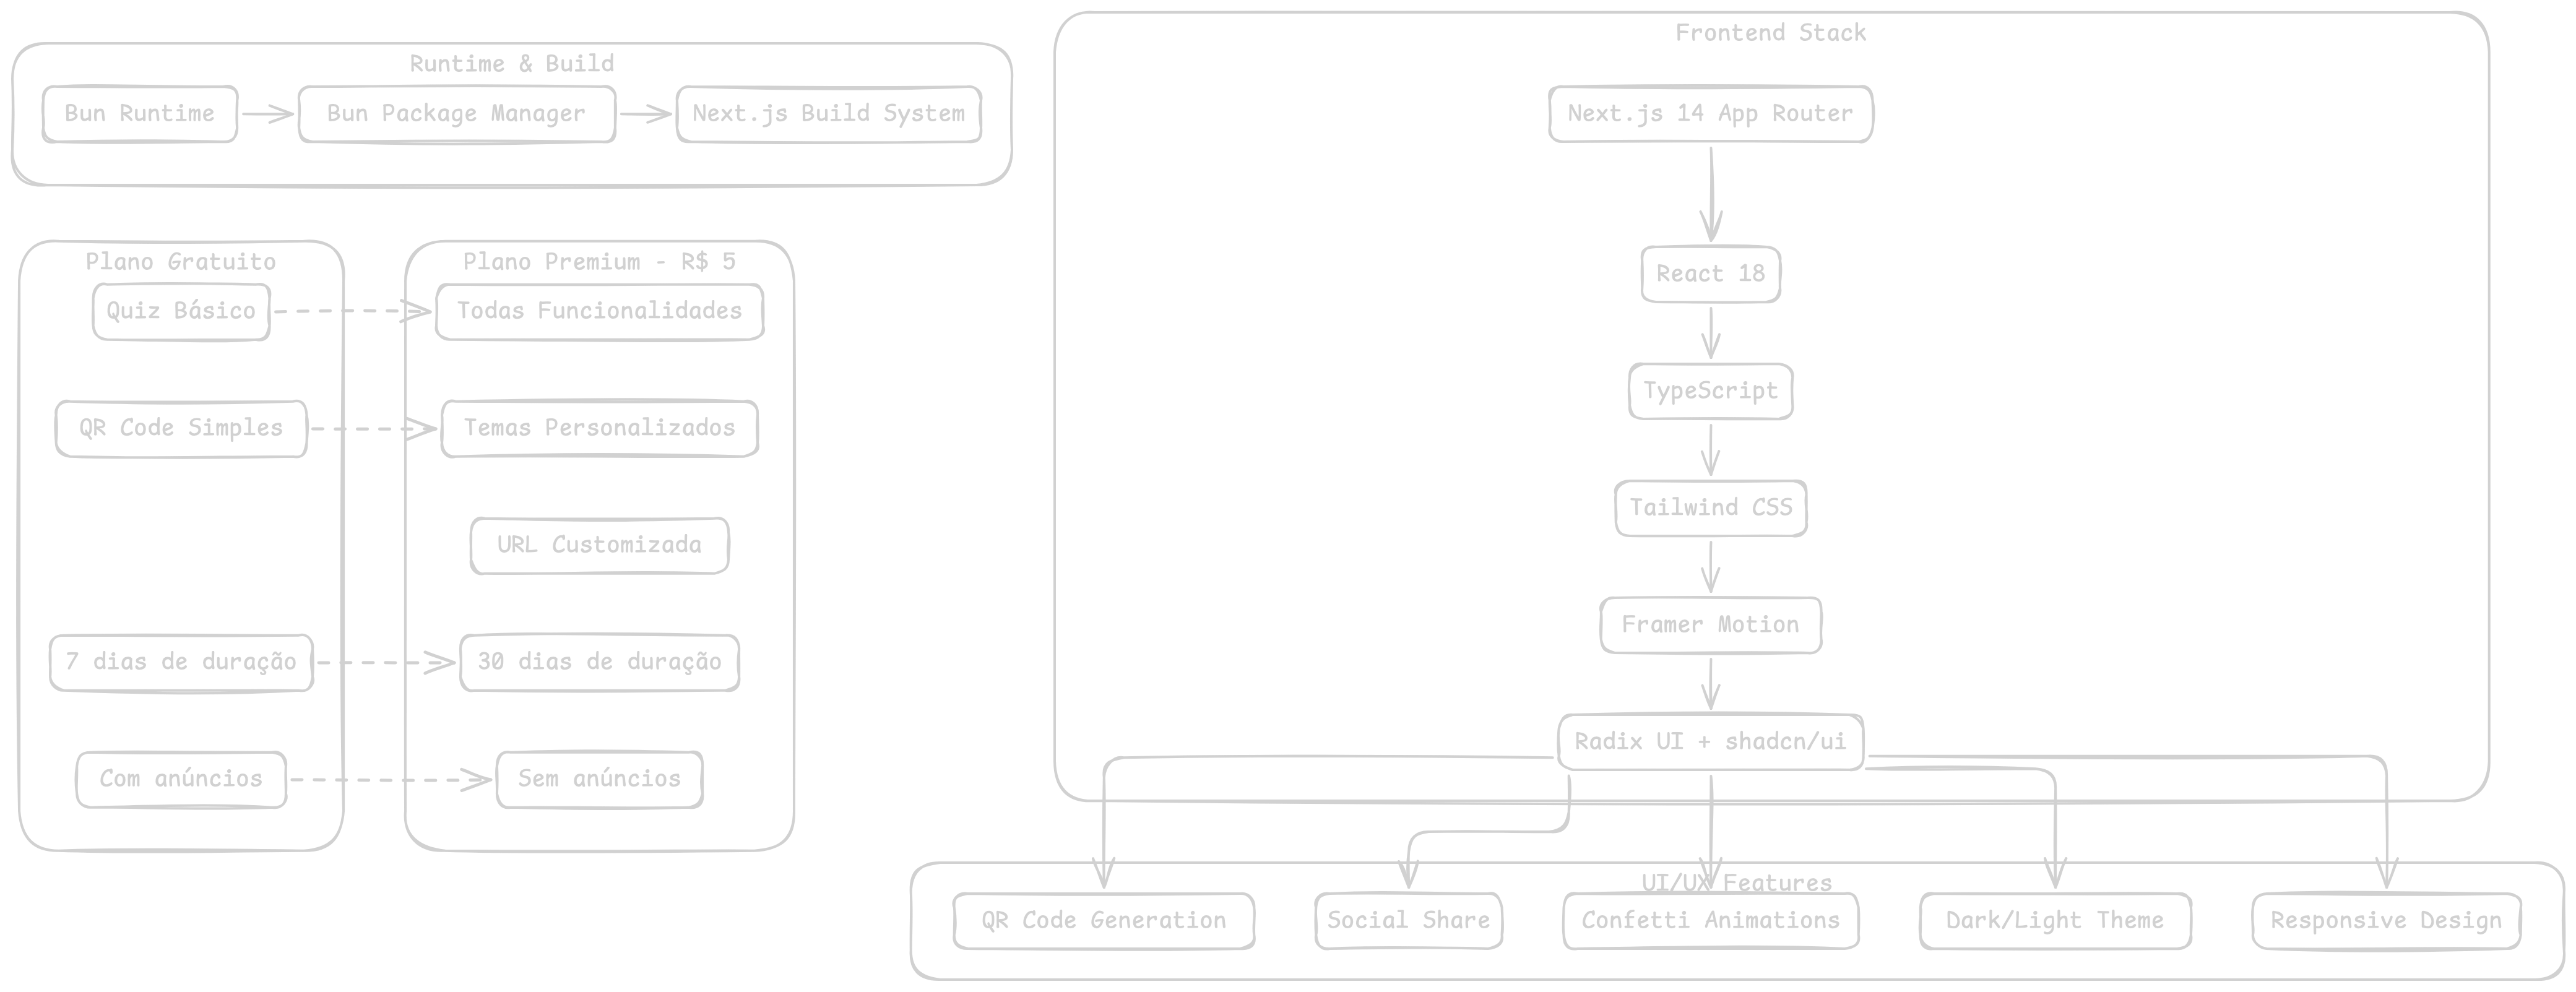 Runtime & Build
Bun Runtime
Bun Package Manager
Next.js Build System
Plano Gratuito
Quiz Básico
QR Code Simples
7 dias de duração
Com anúncios
Plano Premium - R$ 5
Todas Funcionalidades
Temas Personalizados
URL Customizada
30 dias de duração
Sem anúncios
Frontend Stack
Next.js 14 App Router
React 18
TypeScript
Tailwind CSS
Framer Motion
Radix UI + shadcn/ui
UI/UX Features
QR Code Generation
Social Share
Confetti Animations
Dark/Light Theme
Responsive Design